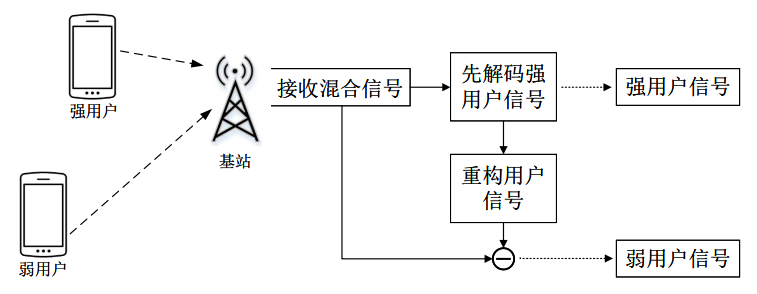 强用户
弱用户
基站
接收混合信号
先解码强
用户信号
强用户信号
重构用户
信号
弱用户信号